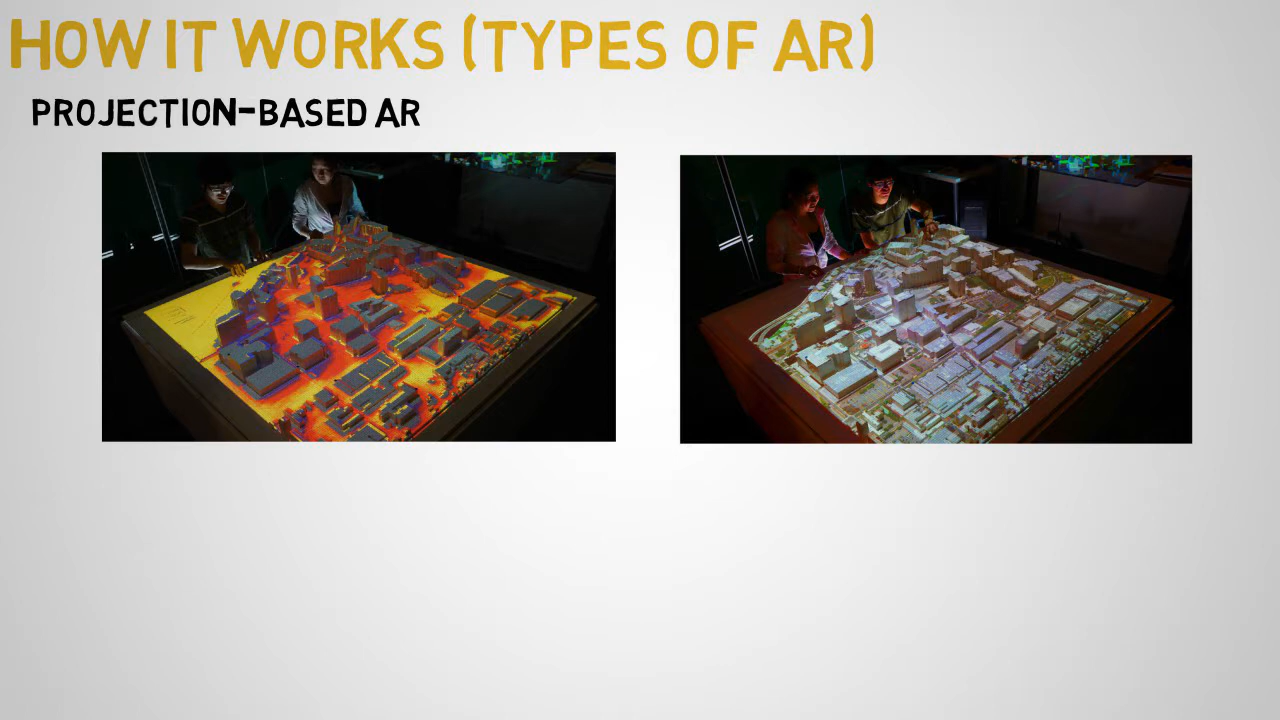 HOW IT WORKS (TYPES OF AR)
PROJECTION-BASED AR